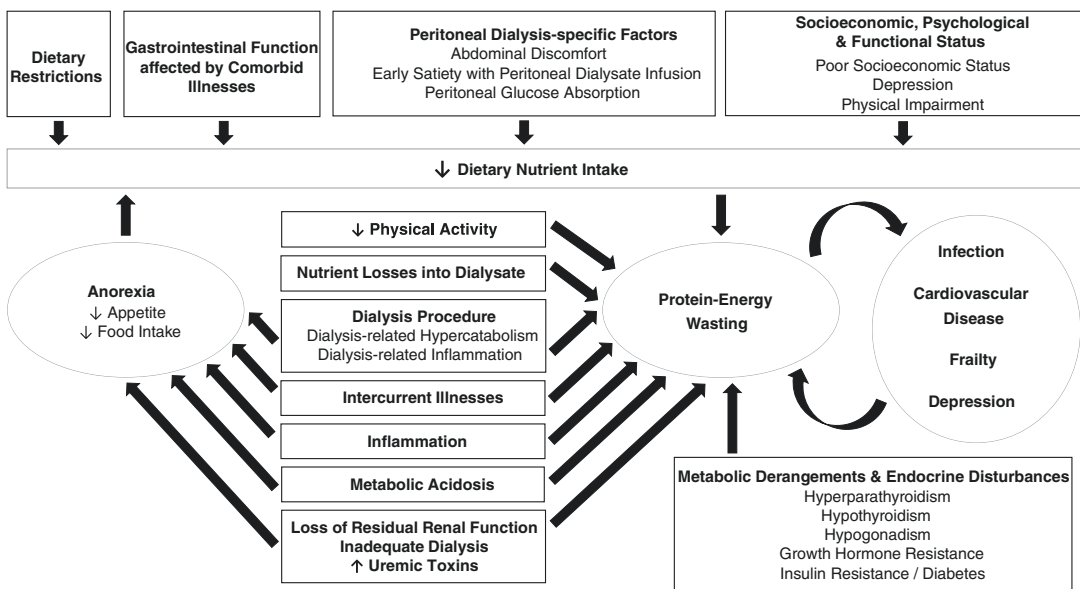 Dietary
Restrictions
Gastrointestinal Function
affected by Comorbid
Illnesses
Peritoneal Dialysis-specific Factors
Abdominal Discomfort
Early Satiety with Peritoneal Dialysate Infusion
Peritoneal Glucose Absorption
Socioeconomic, Psychological
& Functional Status
Poor Socioeconomic Status
Depression
Physical Impairment
↓ Dietary Nutrient Intake
Anorexia
↓ Appetite
↓ Food Intake
↓ Physical Activity
Nutrient Losses into Dialysate
Dialysis Procedure
Dialysis-related Hypercatabolism
Dialysis-related Inflammation
Intercurrent Illnesses
Inflammation
Metabolic Acidosis
Loss of Residual Renal Function
Inadequate Dialysis
↑ Uremic Toxins
Protein-Energy
Wasting
Infection
Cardiovascular
Disease
Frailty
Depression
Metabolic Derangements & Endocrine Disturbances
Hyperparathyroidism
Hypothyroidism
Hypogonadism
Growth Hormone Resistance
Insulin Resistance / Diabetes